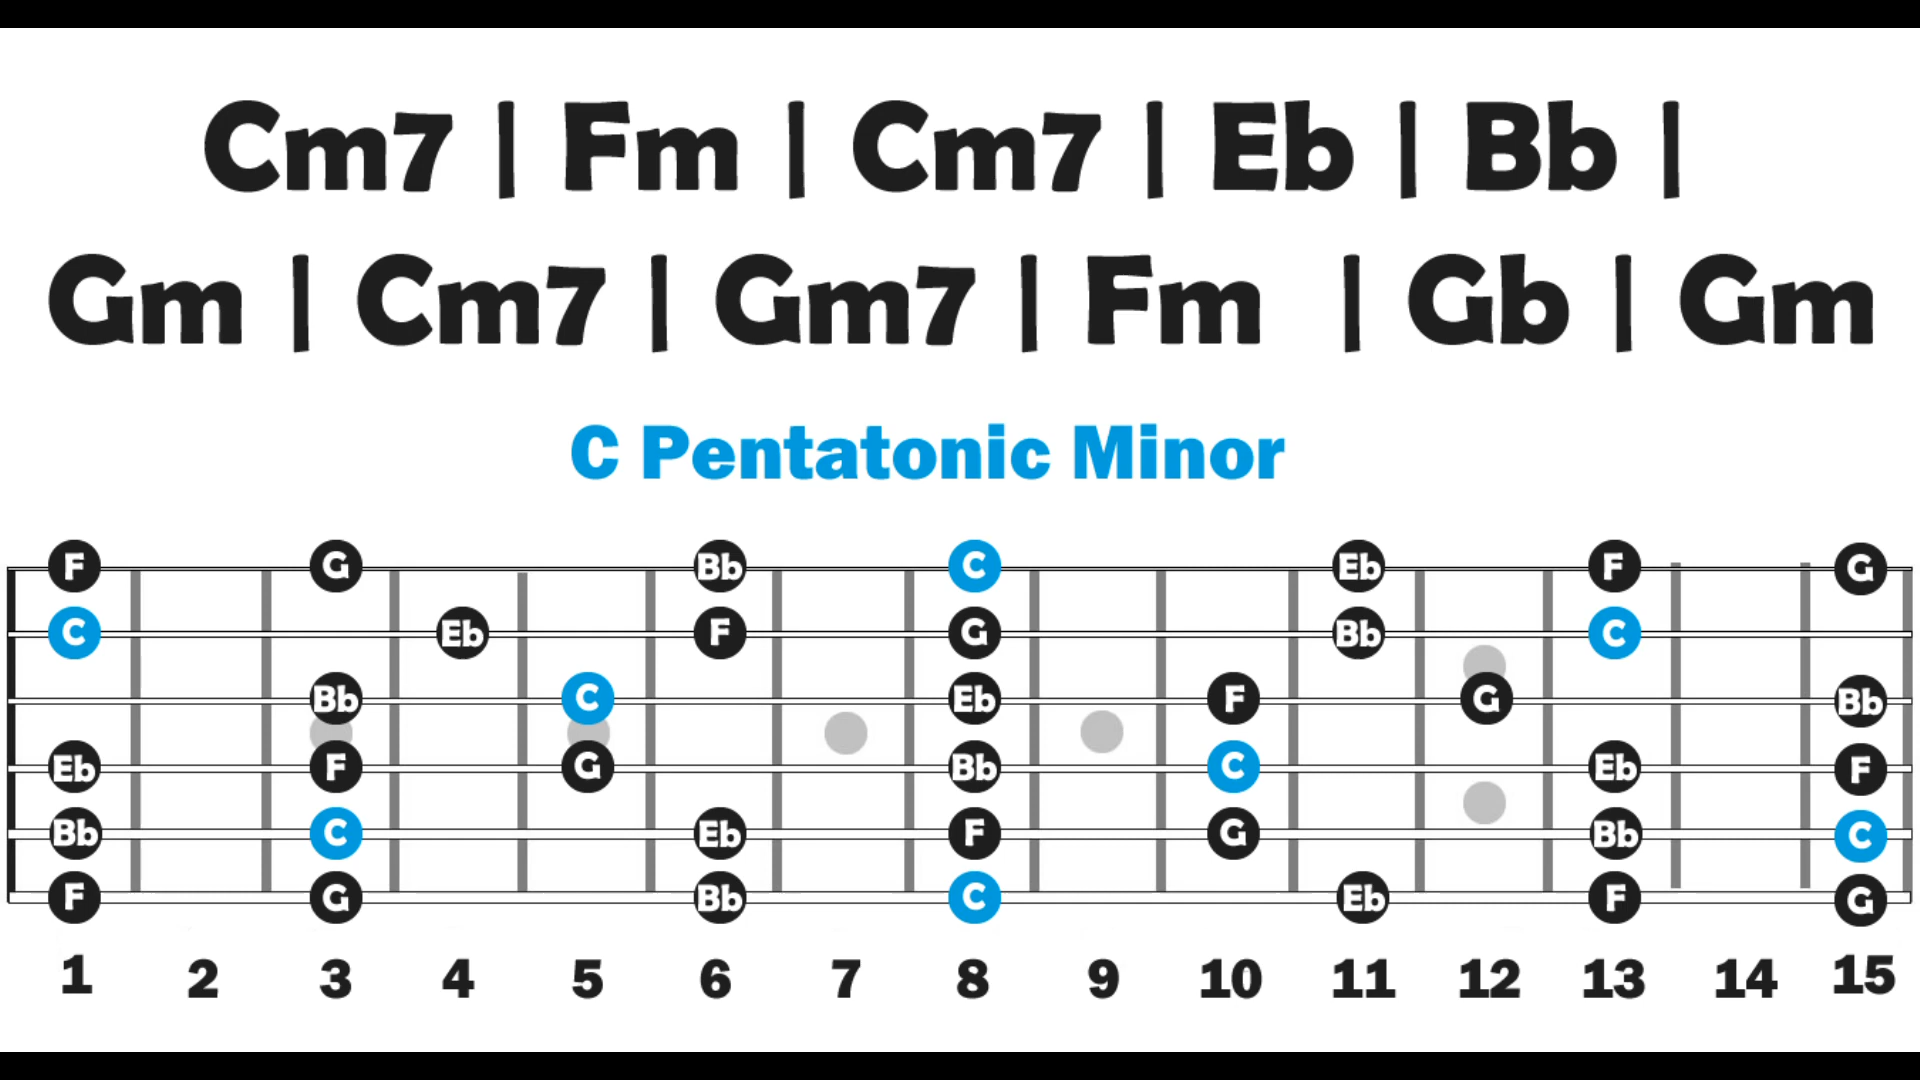 Cm7 | Fm | Cm7 | Eb | Bb |
Gm | Cm7 | Gm7 | Fm | Gb | Gm
C Pentatonic Minor
F G Bb C Eb F G
C Eb F G Bb C
Bb C Eb F G Bb
Eb F G Bb C Eb F
Bb C Eb F G Bb C
F G Bb C Eb F G
1 2 3 4 5 6 7 8 9 10 11 12 13 14 15